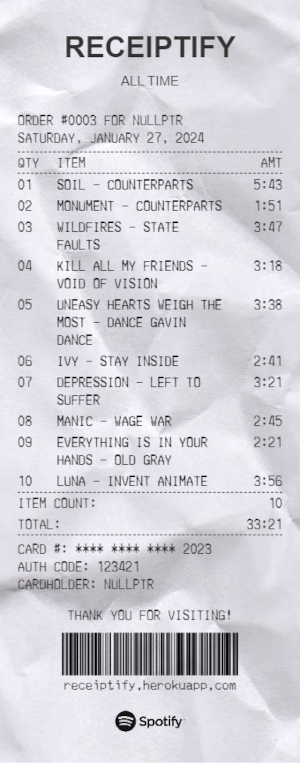 RECEIPTIFY
ALL TIME
ORDER #0003 FOR NULLPTR
SATURDAY, JANUARY 27, 2024
QTY ITEM AMT
01 SOIL - COUNTERPARTS 5:43
02 MONUMENT - COUNTERPARTS 1:51
03 WILDFIRES - STATE 3:47
FAULTS
04 KILL ALL MY FRIENDS - 3:18
VOID OF VISION
05 UNEASY HEARTS WEIGH THE 3:38
MOST - DANCE GAVIN
DANCE
06 IVY - STAY INSIDE 2:41
07 DEPRESSION - LEFT TO 3:21
SUFFER
08 MANIC - WAGE WAR 2:45
09 EVERYTHING IS IN YOUR 2:21
HANDS - OLD GRAY
10 LUNA - INVENT ANIMATE 3:56
ITEM COUNT: 10
TOTAL: 33:21
CARD #: **** **** **** 2023
AUTH CODE: 123421
CARDHOLDER: NULLPTR
THANK YOU FOR VISITING!
receiptify.herokuapp.com
Spotify